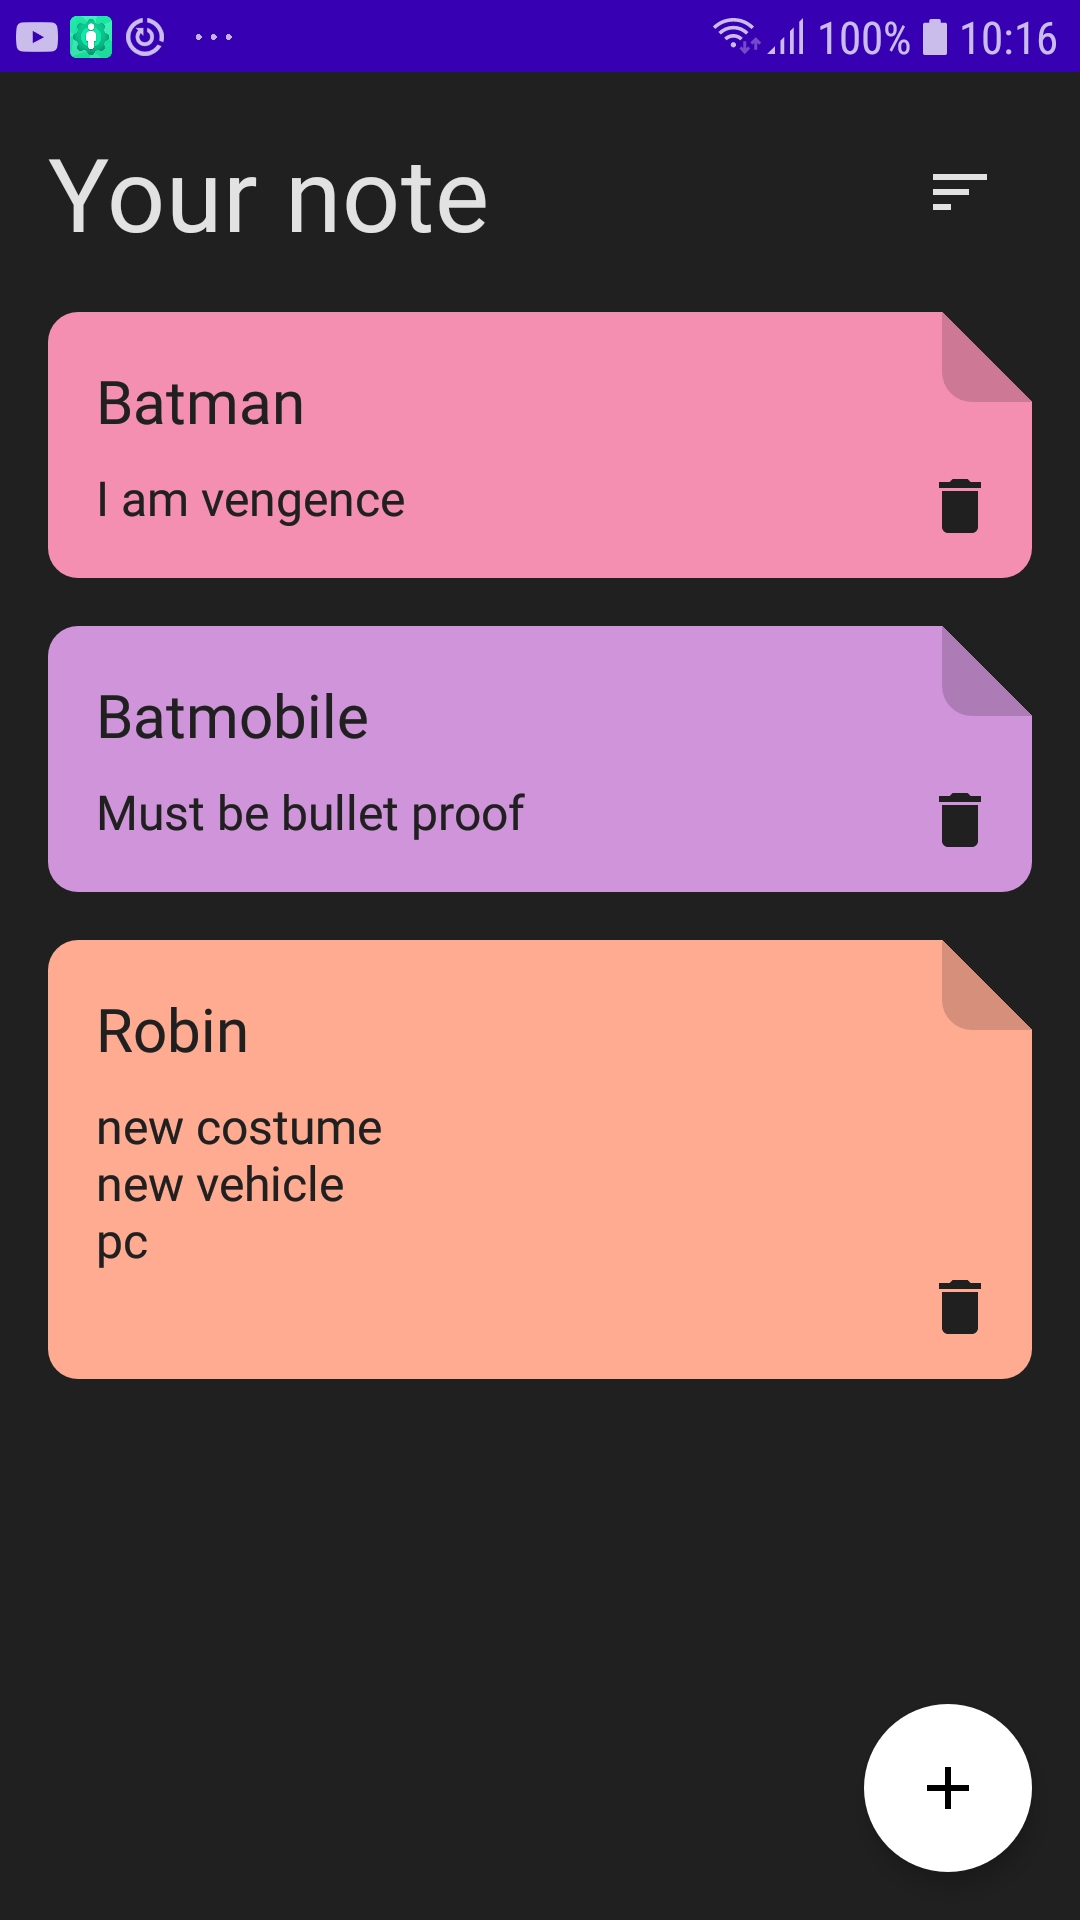 100% 10:16
Your note
Batman
I am vengence
Batmobile
Must be bullet proof
Robin
new costume
new vehicle
pc